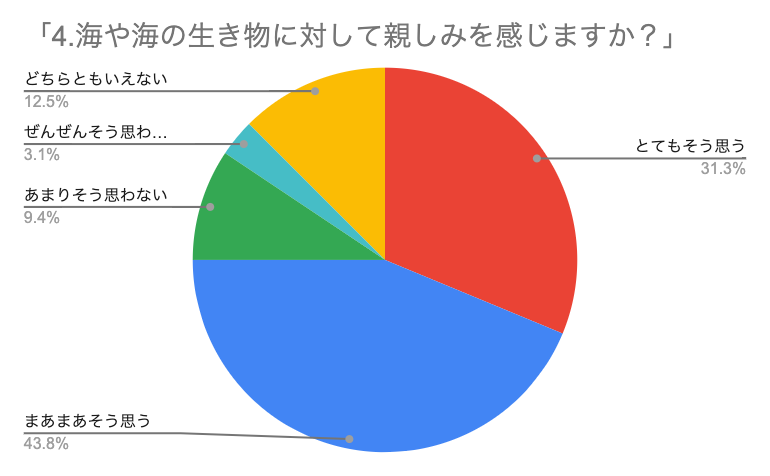 「4.海や海の生き物に対して親しみを感じますか？」
どちらともいえない
12.5%
ぜんぜんそう思わ...
3.1%
あまりそう思わない
9.4%
まあまあそう思う
43.8%
とてもそう思う
31.3%